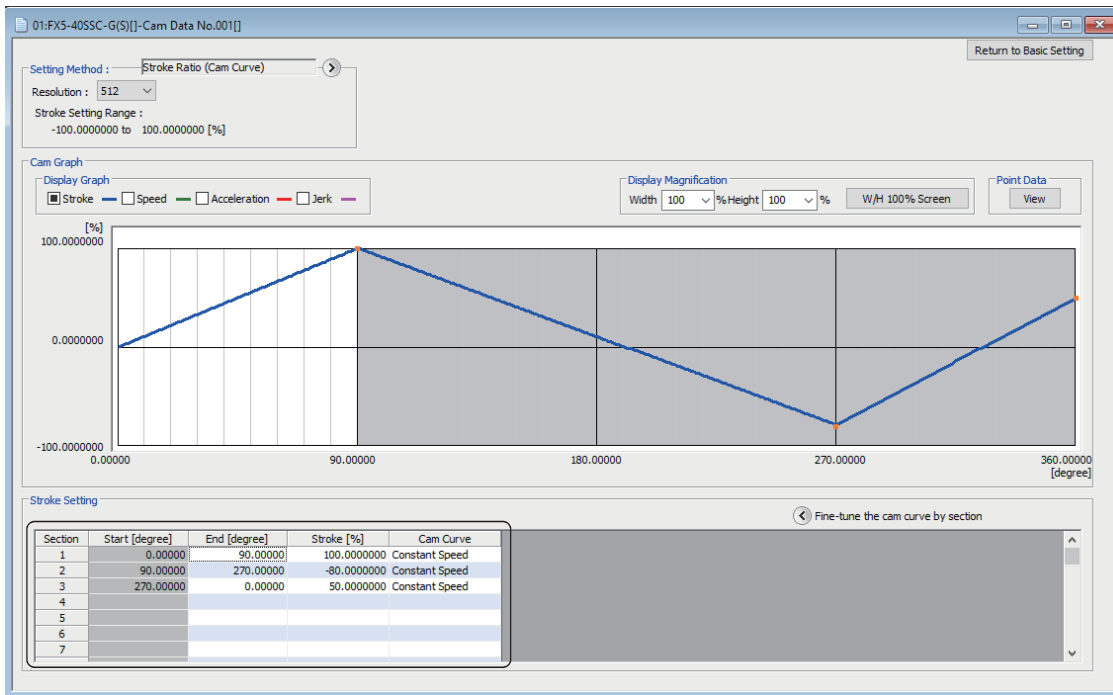 01:FX5-40SSC-G(S)[]-Cam Data No.001[]
Return to Basic Setting
Setting Method : Stroke Ratio (Cam Curve)
Resolution : 512
Stroke Setting Range :
-100.0000000 to 100.0000000 [%]
Cam Graph
Display Graph
Stroke Speed Acceleration Jerk
Display Magnification
Width 100 % Height 100 % W/H 100% Screen
Point Data
View
[%]
100.0000000
0.0000000
-100.0000000
0.00000 90.00000 180.00000 270.00000 360.00000
[degree]
Stroke Setting
Fine-tune the cam curve by section
Section Start [degree] End [degree] Stroke [%] Cam Curve
1 0.00000 90.00000 100.0000000 Constant Speed
2 90.00000 270.00000 -80.0000000 Constant Speed
3 270.00000 0.00000 50.0000000 Constant Speed
4
5
6
7